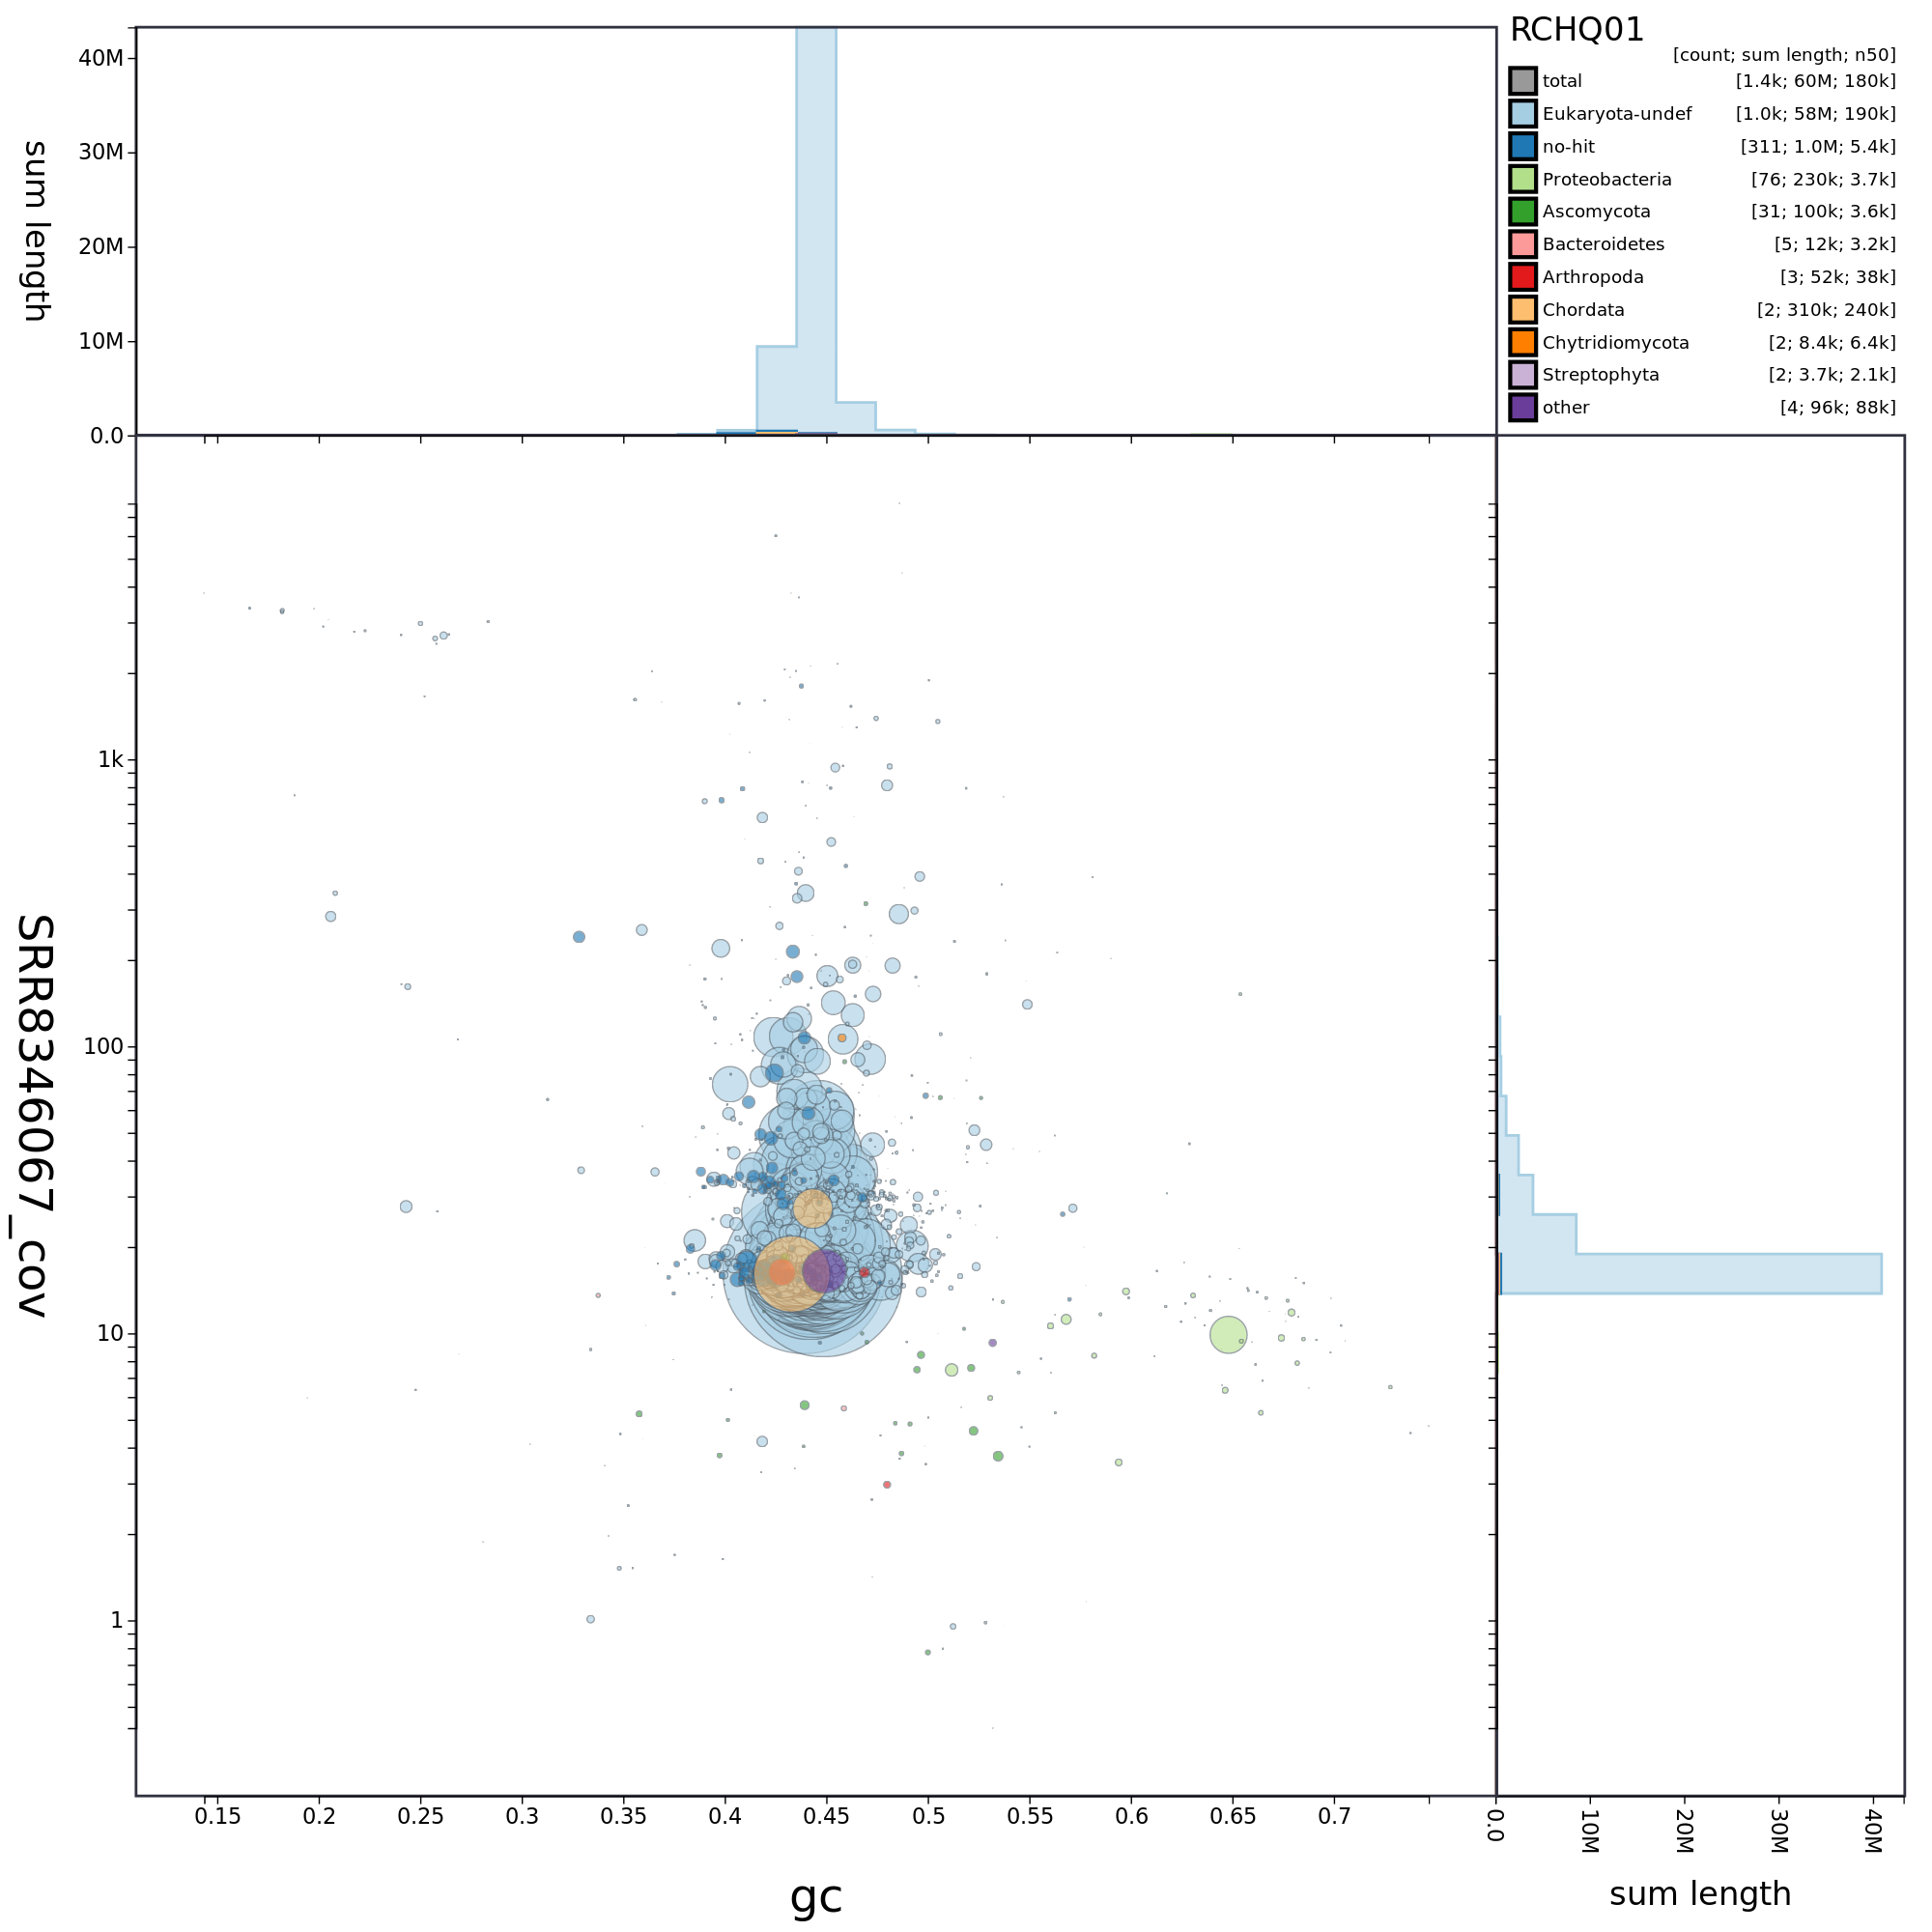 RCHQ01
[count; sum length; n50]
total [1.4k; 60M; 180k]
Eukaryota-undef [1.0k; 58M; 190k]
no-hit [311; 1.0M; 5.4k]
Proteobacteria [76; 230k; 3.7k]
Ascomycota [31; 100k; 3.6k]
Bacteroidetes [5; 12k; 3.2k]
Arthropoda [3; 52k; 38k]
Chordata [2; 310k; 240k]
Chytridiomycota [2; 8.4k; 6.4k]
Streptophyta [2; 3.7k; 2.1k]
other [4; 96k; 88k]
sum length
40M
30M
20M
10M
0.0
SRR8834607_cov
1k
100
10
1
0.15 0.2 0.25 0.3 0.35 0.4 0.45 0.5 0.55 0.6 0.65 0.7
gc
0.0 10M 20M 30M 40M
sum length